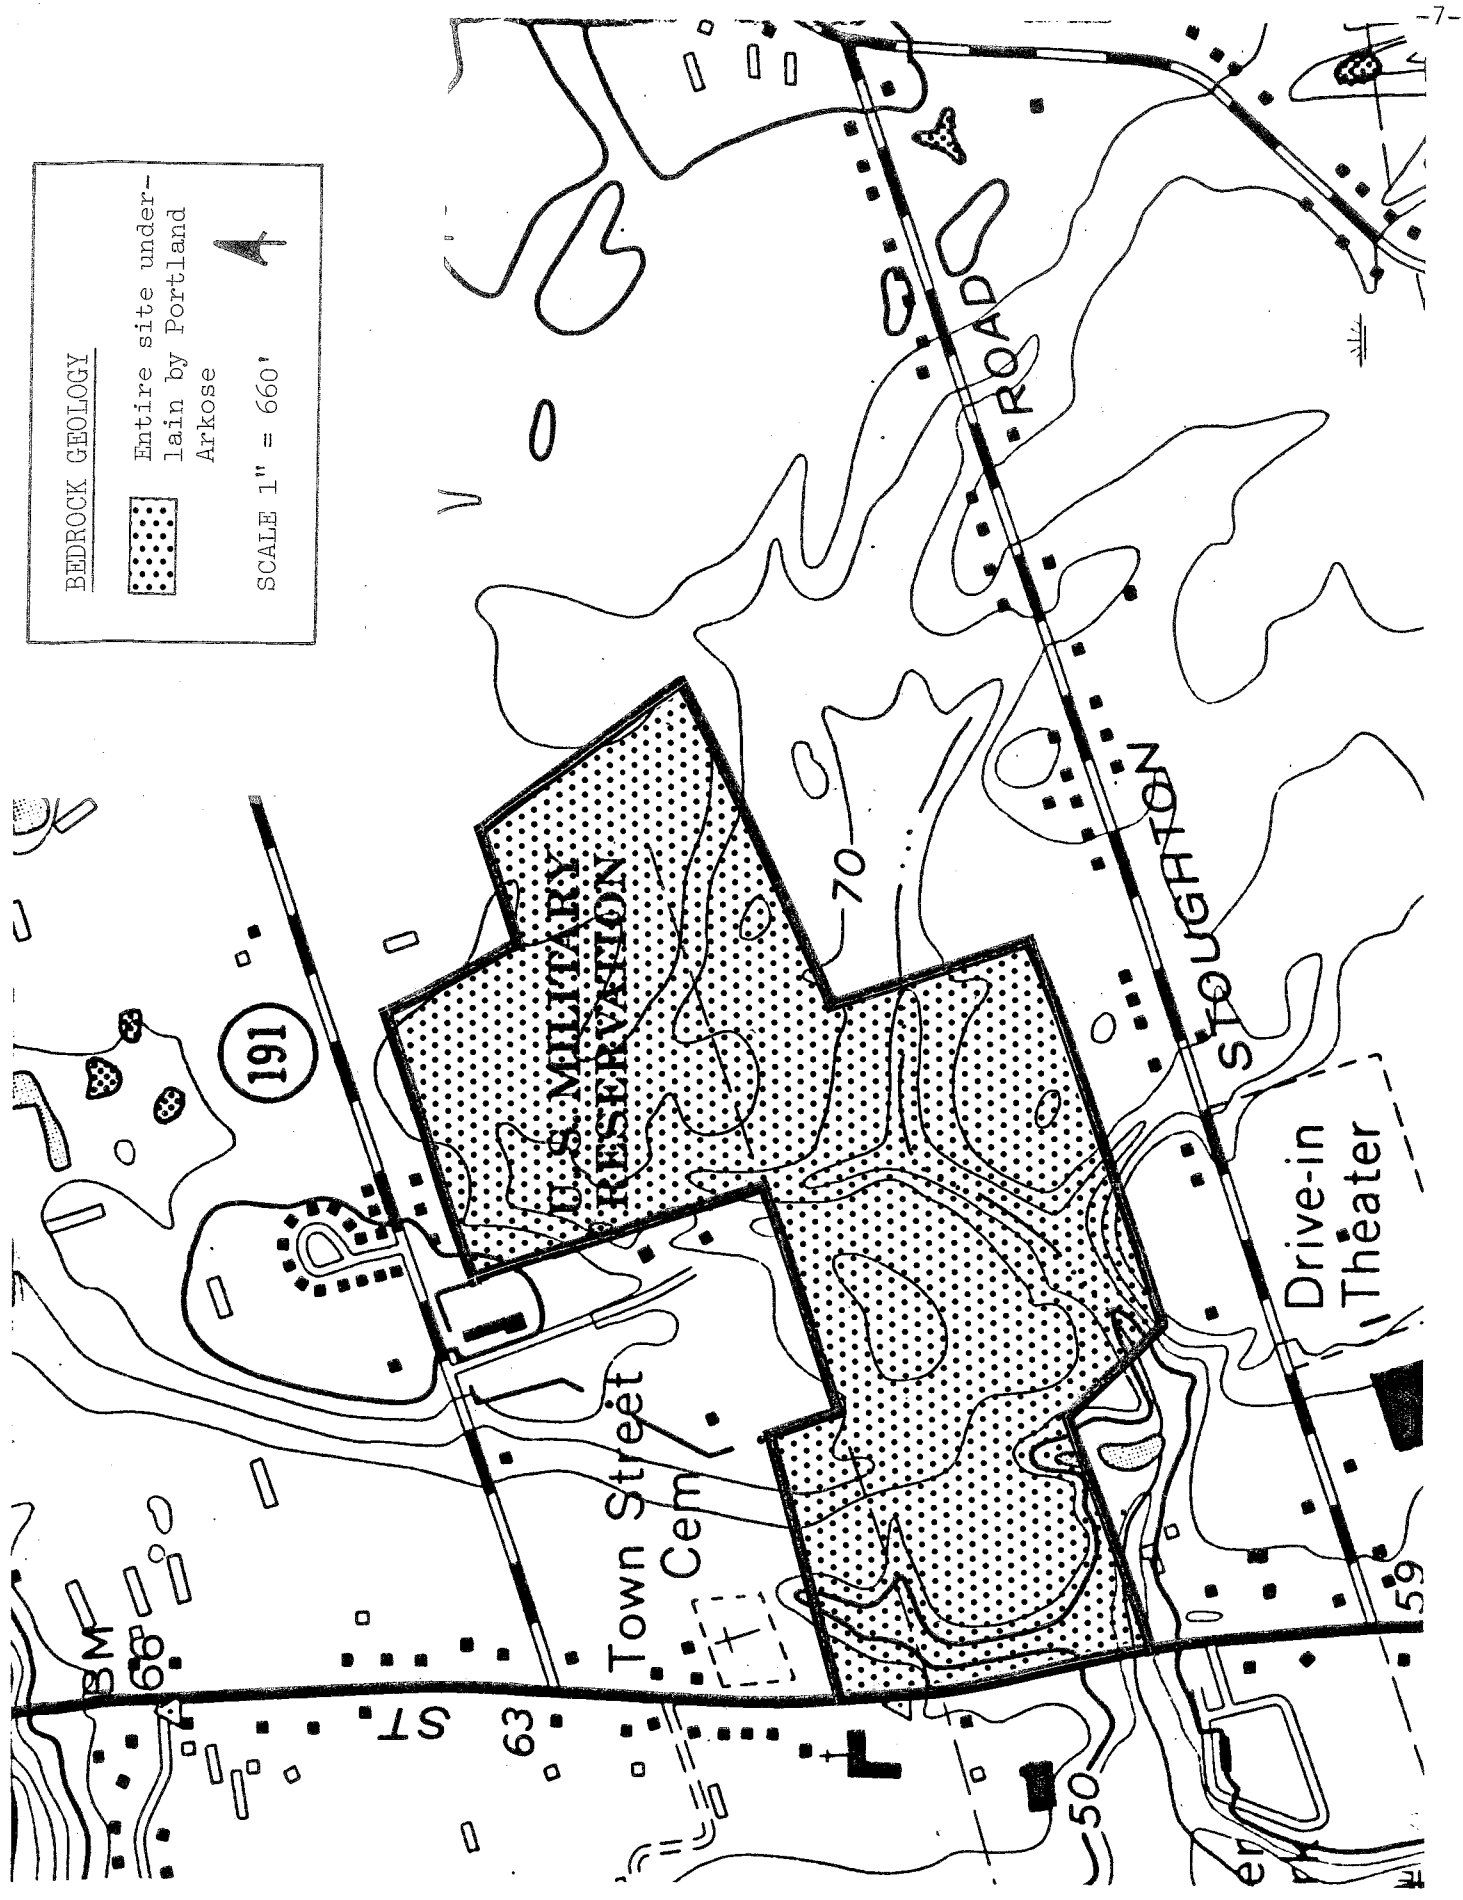 -7-
BEDROCK GEOLOGY
Entire site under-
lain by Portland
Arkose
SCALE 1" = 660'
191
U.S. MILITARY
RESERVATION
70
STOUGHTON ROAD
Drive-in
Theater
Town Street
Cem
BM
66
ST
63
50
59